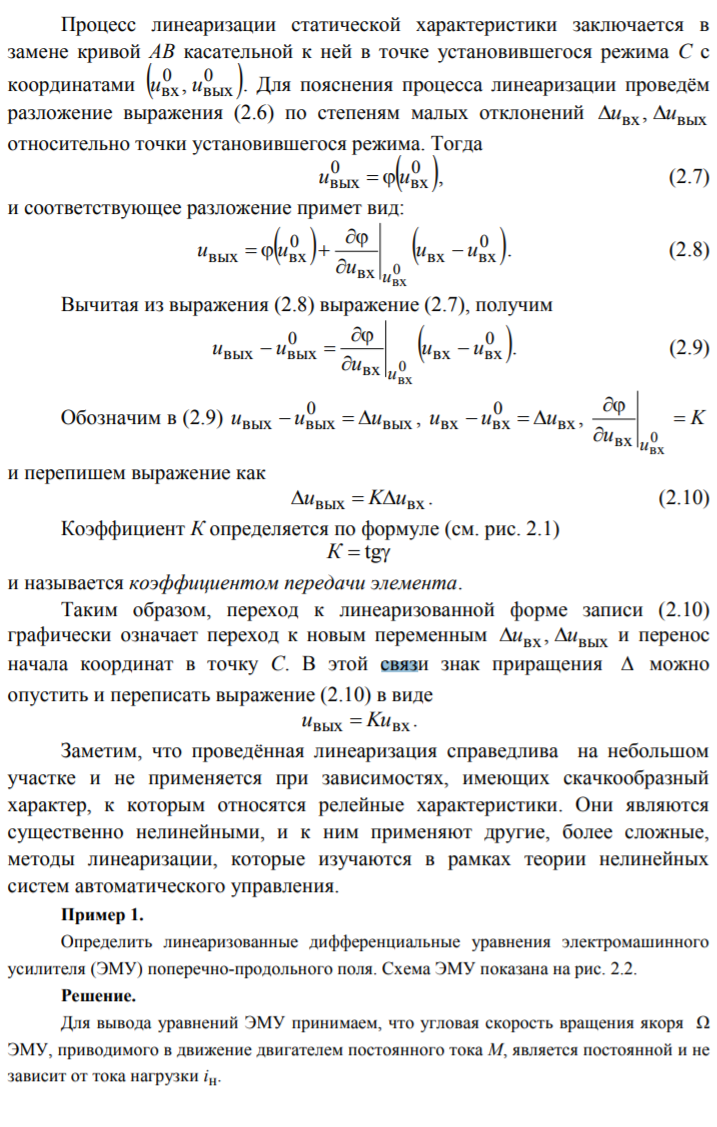 Процесс линеаризации статической характеристики заключается в
замене кривой AB касательной к ней в точке установившегося режима C с
координатами (u⁰вх, u⁰вых). Для пояснения процесса линеаризации проведём
разложение выражения (2.6) по степеням малых отклонений Δuвх, Δuвых
относительно точки установившегося режима. Тогда
u⁰вых = φ(u⁰вх), (2.7)
и соответствующее разложение примет вид:
uвых = φ(u⁰вх) + ∂φ/∂uвх |u⁰вх (uвх − u⁰вх). (2.8)
Вычитая из выражения (2.8) выражение (2.7), получим
uвых − u⁰вых = ∂φ/∂uвх |u⁰вх (uвх − u⁰вх). (2.9)
Обозначим в (2.9) uвых − u⁰вых = Δuвых, uвх − u⁰вх = Δuвх, ∂φ/∂uвх |u⁰вх = K
и перепишем выражение как
Δuвых = KΔuвх. (2.10)
Коэффициент K определяется по формуле (см. рис. 2.1)
K = tgγ
и называется коэффициентом передачи элемента.
Таким образом, переход к линеаризованной форме записи (2.10)
графически означает переход к новым переменным Δuвх, Δuвых и перенос
начала координат в точку C. В этой связи знак приращения Δ можно
опустить и переписать выражение (2.10) в виде
uвых = Kuвх.
Заметим, что проведённая линеаризация справедлива на небольшом
участке и не применяется при зависимостях, имеющих скачкообразный
характер, к которым относятся релейные характеристики. Они являются
существенно нелинейными, и к ним применяют другие, более сложные,
методы линеаризации, которые изучаются в рамках теории нелинейных
систем автоматического управления.
Пример 1.
Определить линеаризованные дифференциальные уравнения электромашинного
усилителя (ЭМУ) поперечно-продольного поля. Схема ЭМУ показана на рис. 2.2.
Решение.
Для вывода уравнений ЭМУ принимаем, что угловая скорость вращения якоря Ω
ЭМУ, приводимого в движение двигателем постоянного тока M, является постоянной и не
зависит от тока нагрузки iн.